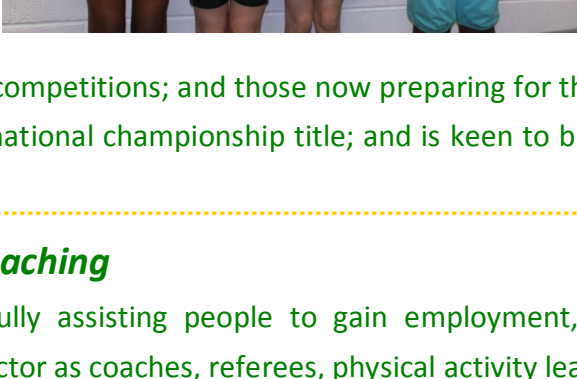 competitions; and those now preparing for th
national championship title; and is keen to b
aching
ully assisting people to gain employment,
ctor as coaches, referees, physical activity lea